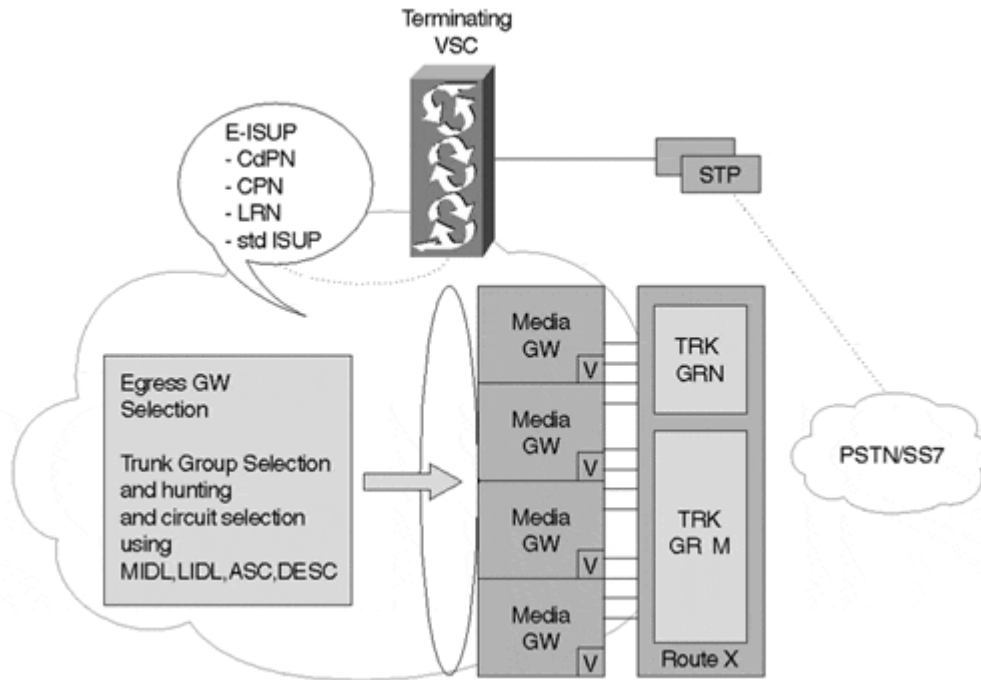 Terminating
VSC
E-ISUP
- CdPN
- CPN
- LRN
- std ISUP
STP
Egress GW
Selection
Trunk Group Selection
and hunting
and circuit selection
using
MIDL,LIDL,ASC,DESC
Media
GW
V
Media
GW
V
Media
GW
V
Media
GW
V
TRK
GRN
TRK
GR M
Route X
PSTN/SS7